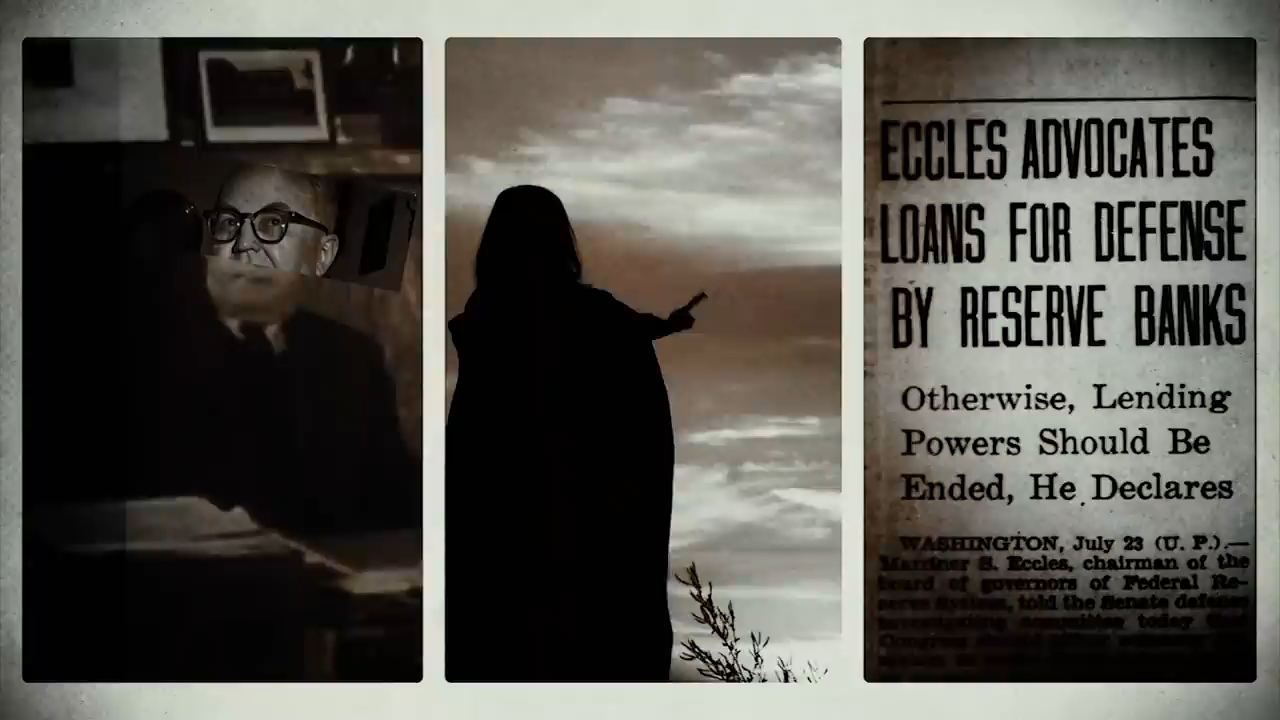 ECCLES ADVOCATES
LOANS FOR DEFENSE
BY RESERVE BANKS
Otherwise, Lending
Powers Should Be
Ended, He Declares
WASHINGTON, July 23 (U. P.).—
Marriner S. Eccles, chairman of the
board of governors of Federal Re-
serve System, told the Senate defense
investigating committee today that
Congress